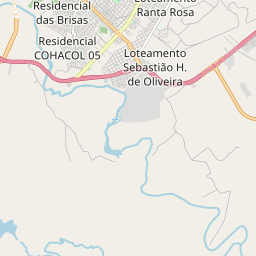 Residencial
das Brisas
Loteamento
Ranta Rosa
Residencial
COHACOL 05
Loteamento
Sebastião H.
de Oliveira